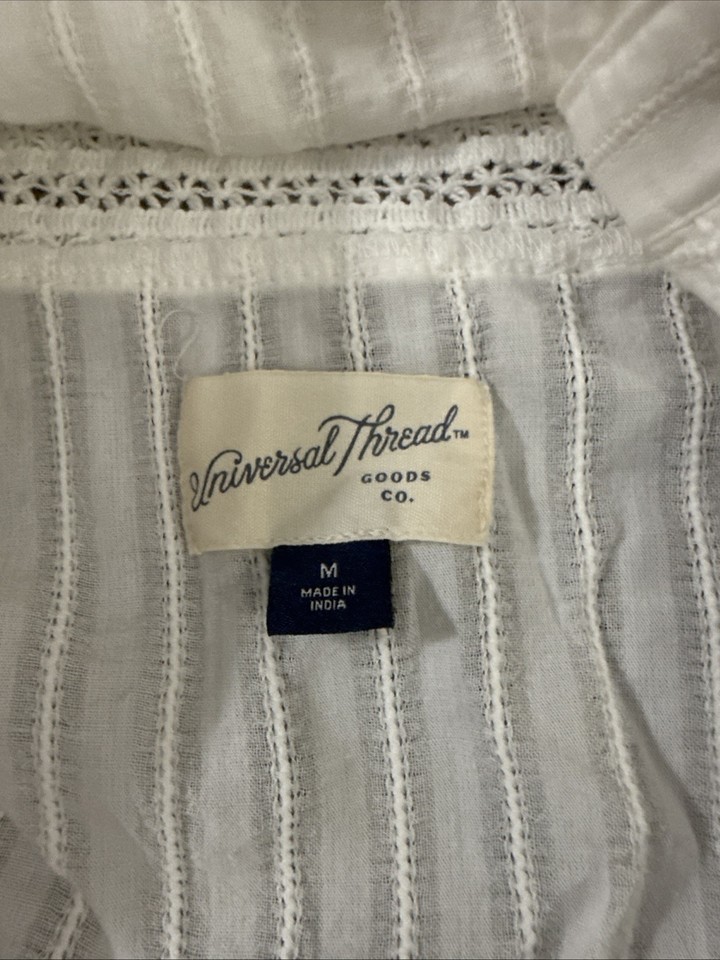 Universal Thread™
GOODS
CO.
M
MADE IN
INDIA